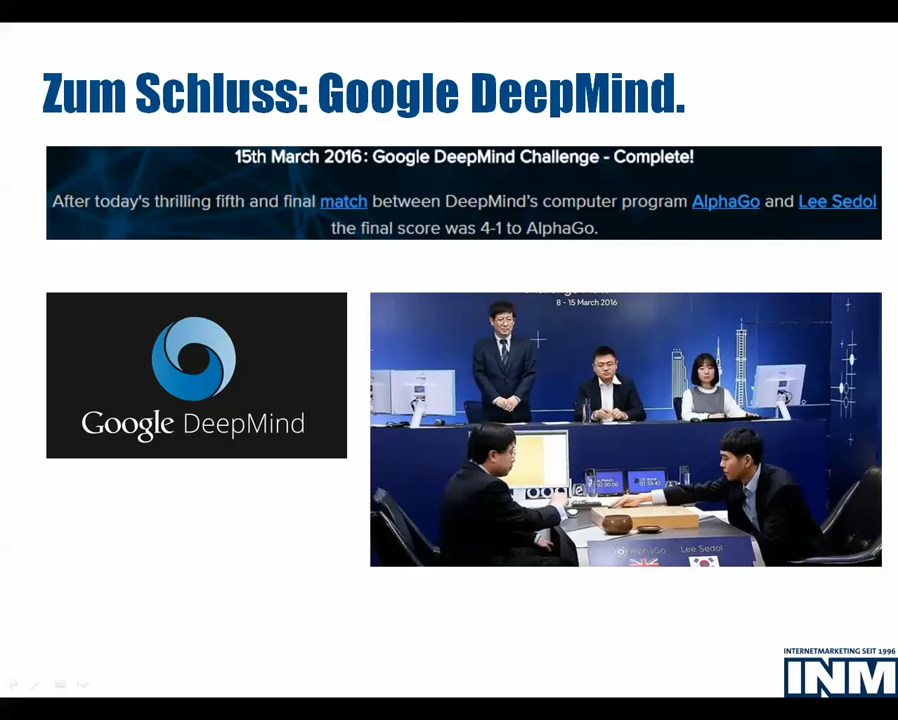 Zum Schluss: Google DeepMind.
15th March 2016: Google DeepMind Challenge - Complete!
After today's thrilling fifth and final match between DeepMind's computer program AlphaGo and Lee Sedol
the final score was 4-1 to AlphaGo.
Google DeepMind
8 - 15 March 2016
AlphaGo Lee Sedol
INTERNETMARKETING SEIT 1996
INM